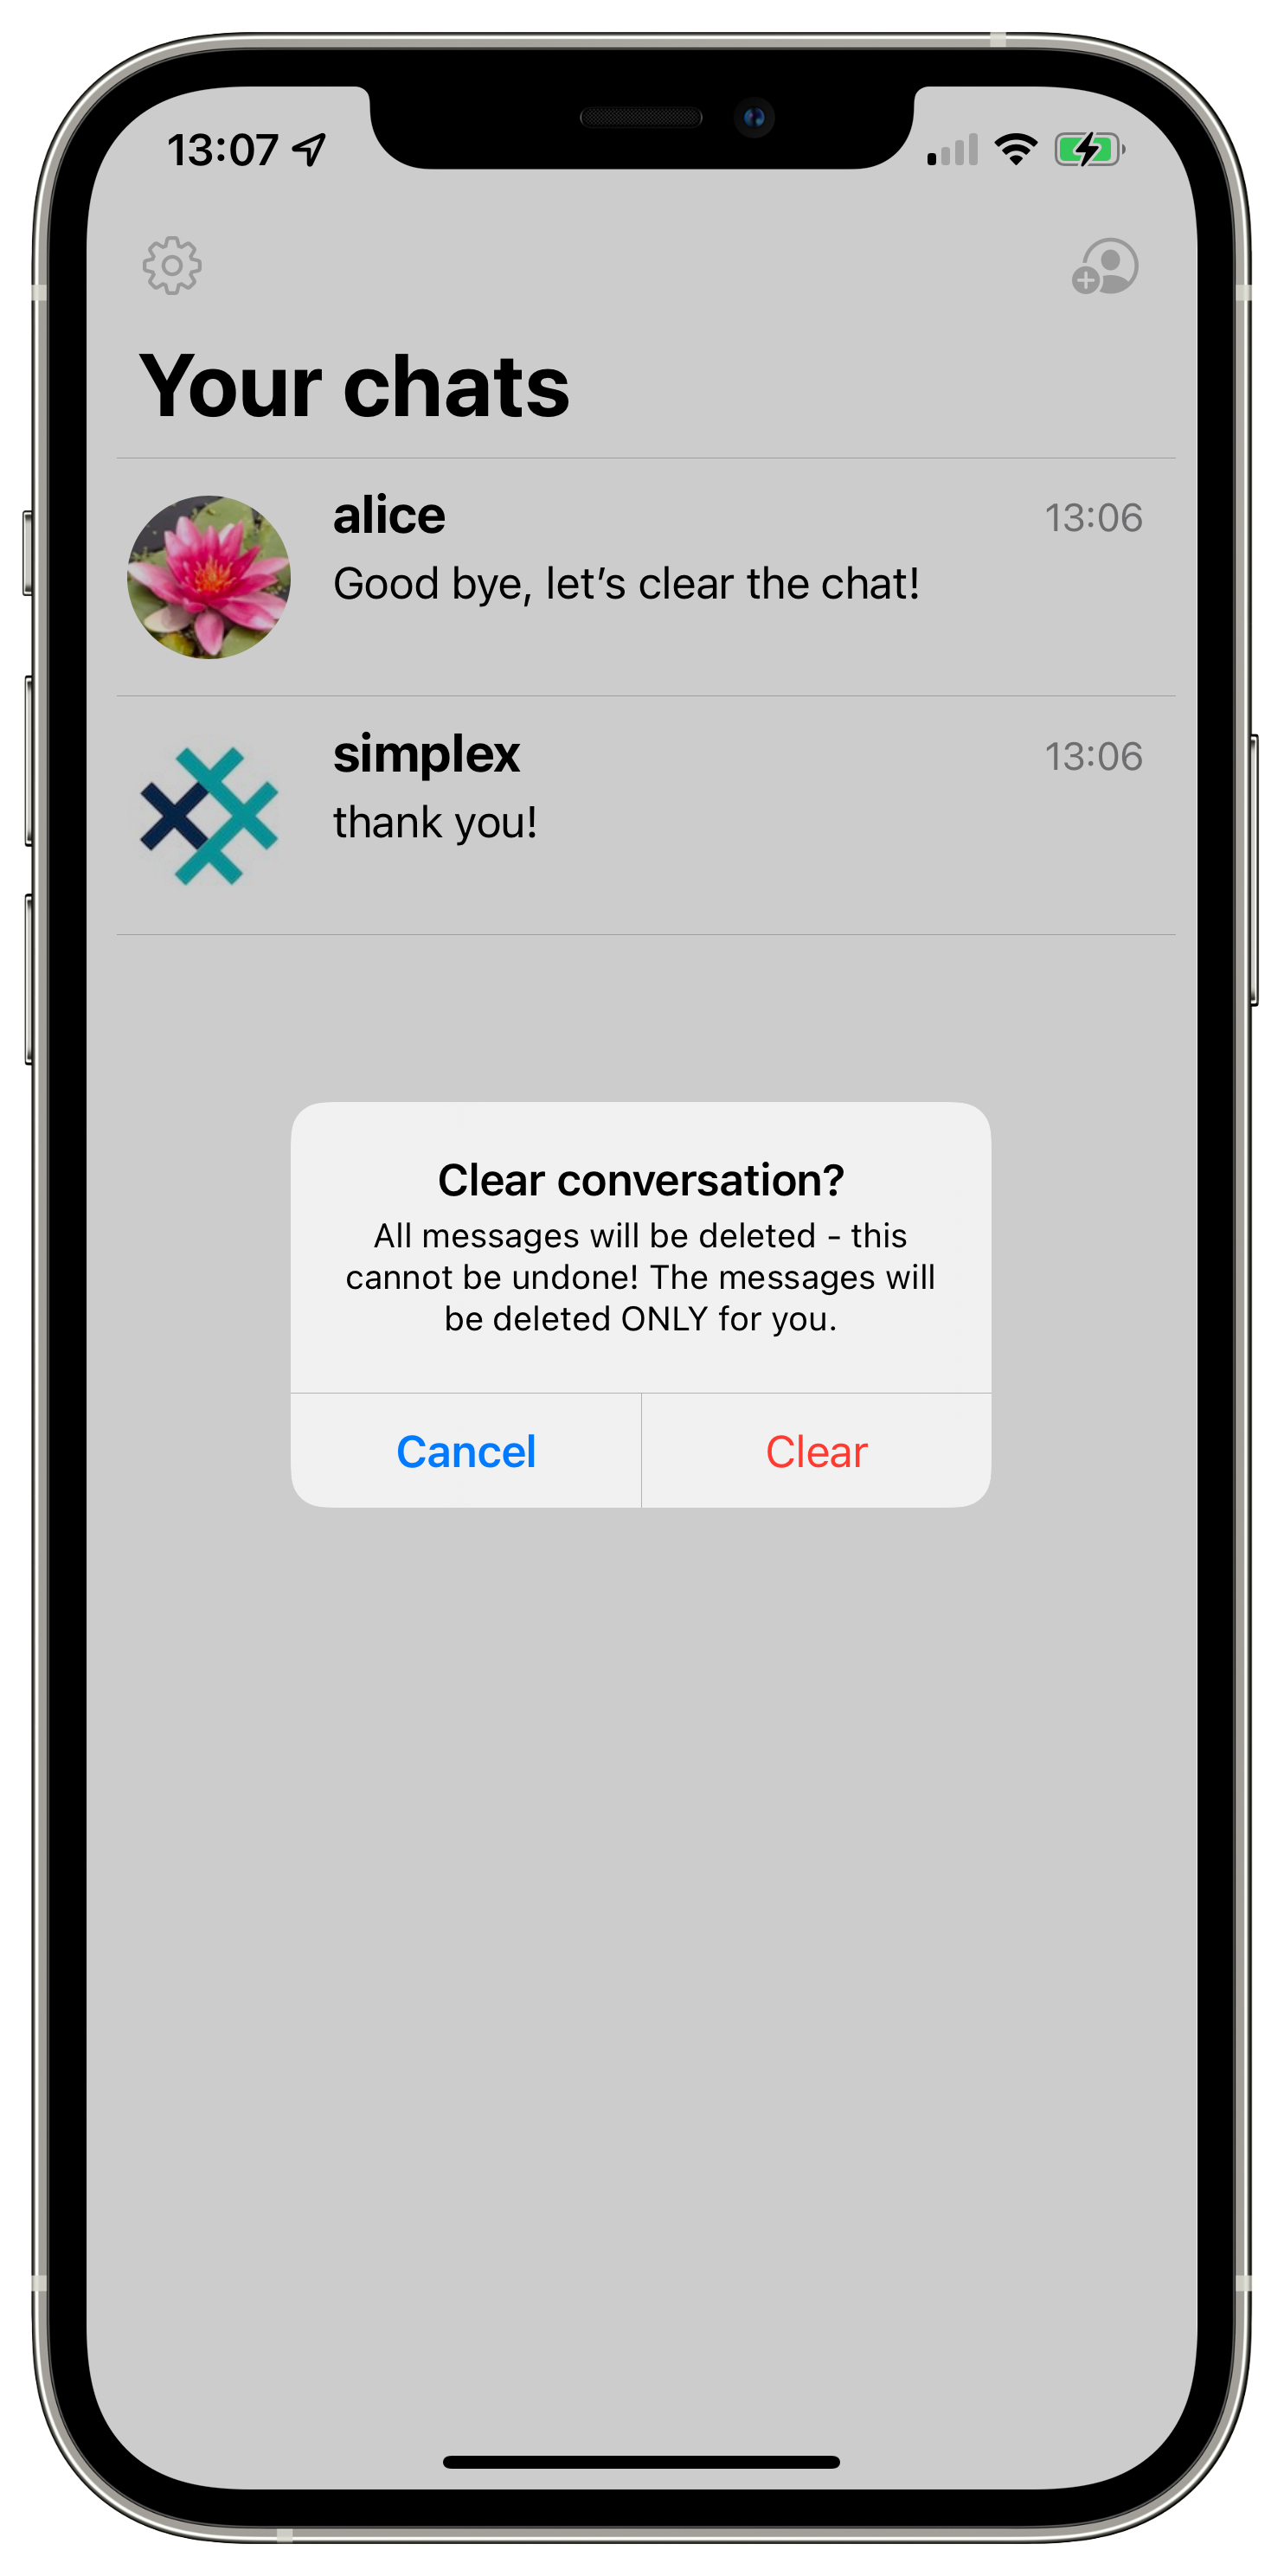 13:07
Your chats
alice
13:06
Good bye, let’s clear the chat!
simplex
13:06
thank you!
Clear conversation?
All messages will be deleted - this
cannot be undone! The messages will
be deleted ONLY for you.
Cancel
Clear